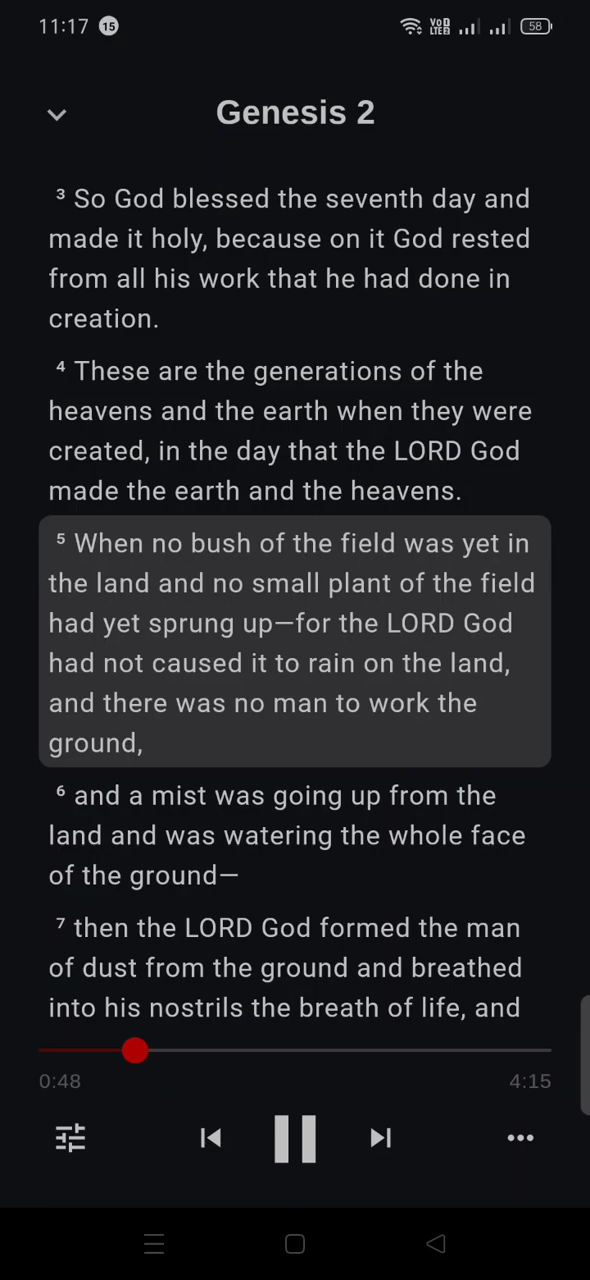 11:17 15 VoD LTE2 58
Genesis 2
³ So God blessed the seventh day and
made it holy, because on it God rested
from all his work that he had done in
creation.
⁴ These are the generations of the
heavens and the earth when they were
created, in the day that the LORD God
made the earth and the heavens.
⁵ When no bush of the field was yet in
the land and no small plant of the field
had yet sprung up—for the LORD God
had not caused it to rain on the land,
and there was no man to work the
ground,
⁶ and a mist was going up from the
land and was watering the whole face
of the ground—
⁷ then the LORD God formed the man
of dust from the ground and breathed
into his nostrils the breath of life, and
0:48 4:15